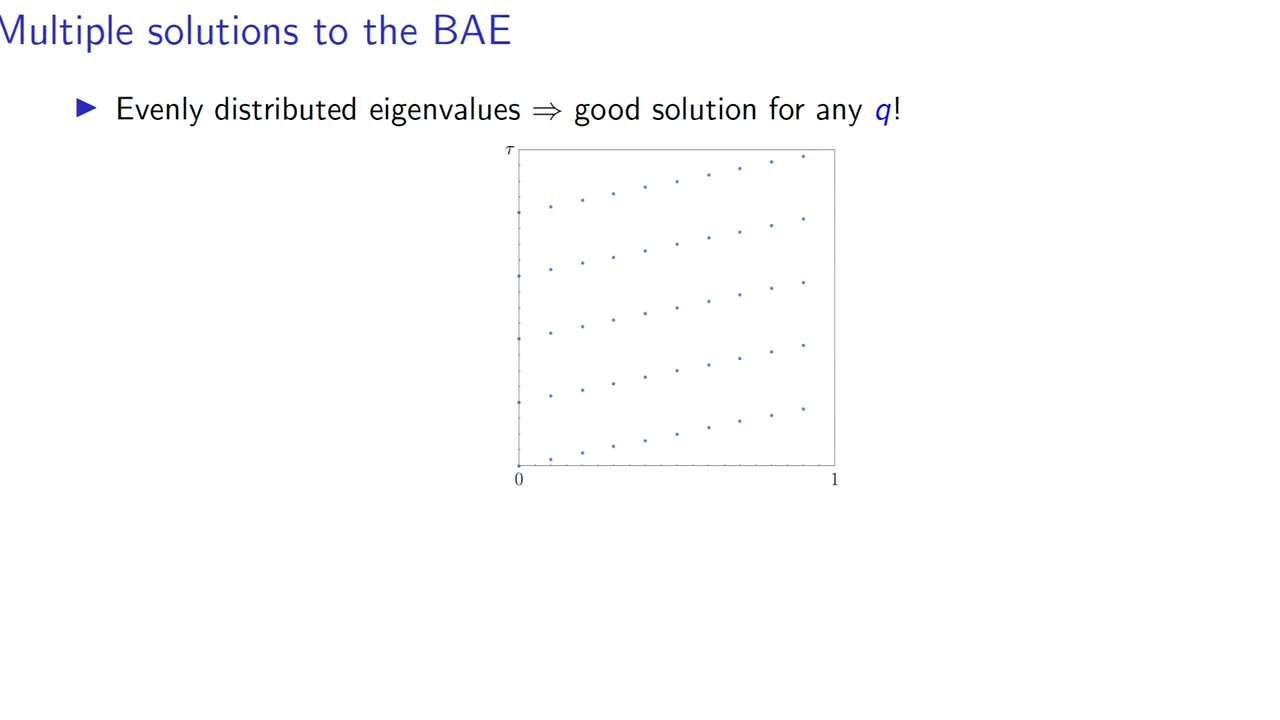 Multiple solutions to the BAE
▶ Evenly distributed eigenvalues ⇒ good solution for any q!
τ
0 1